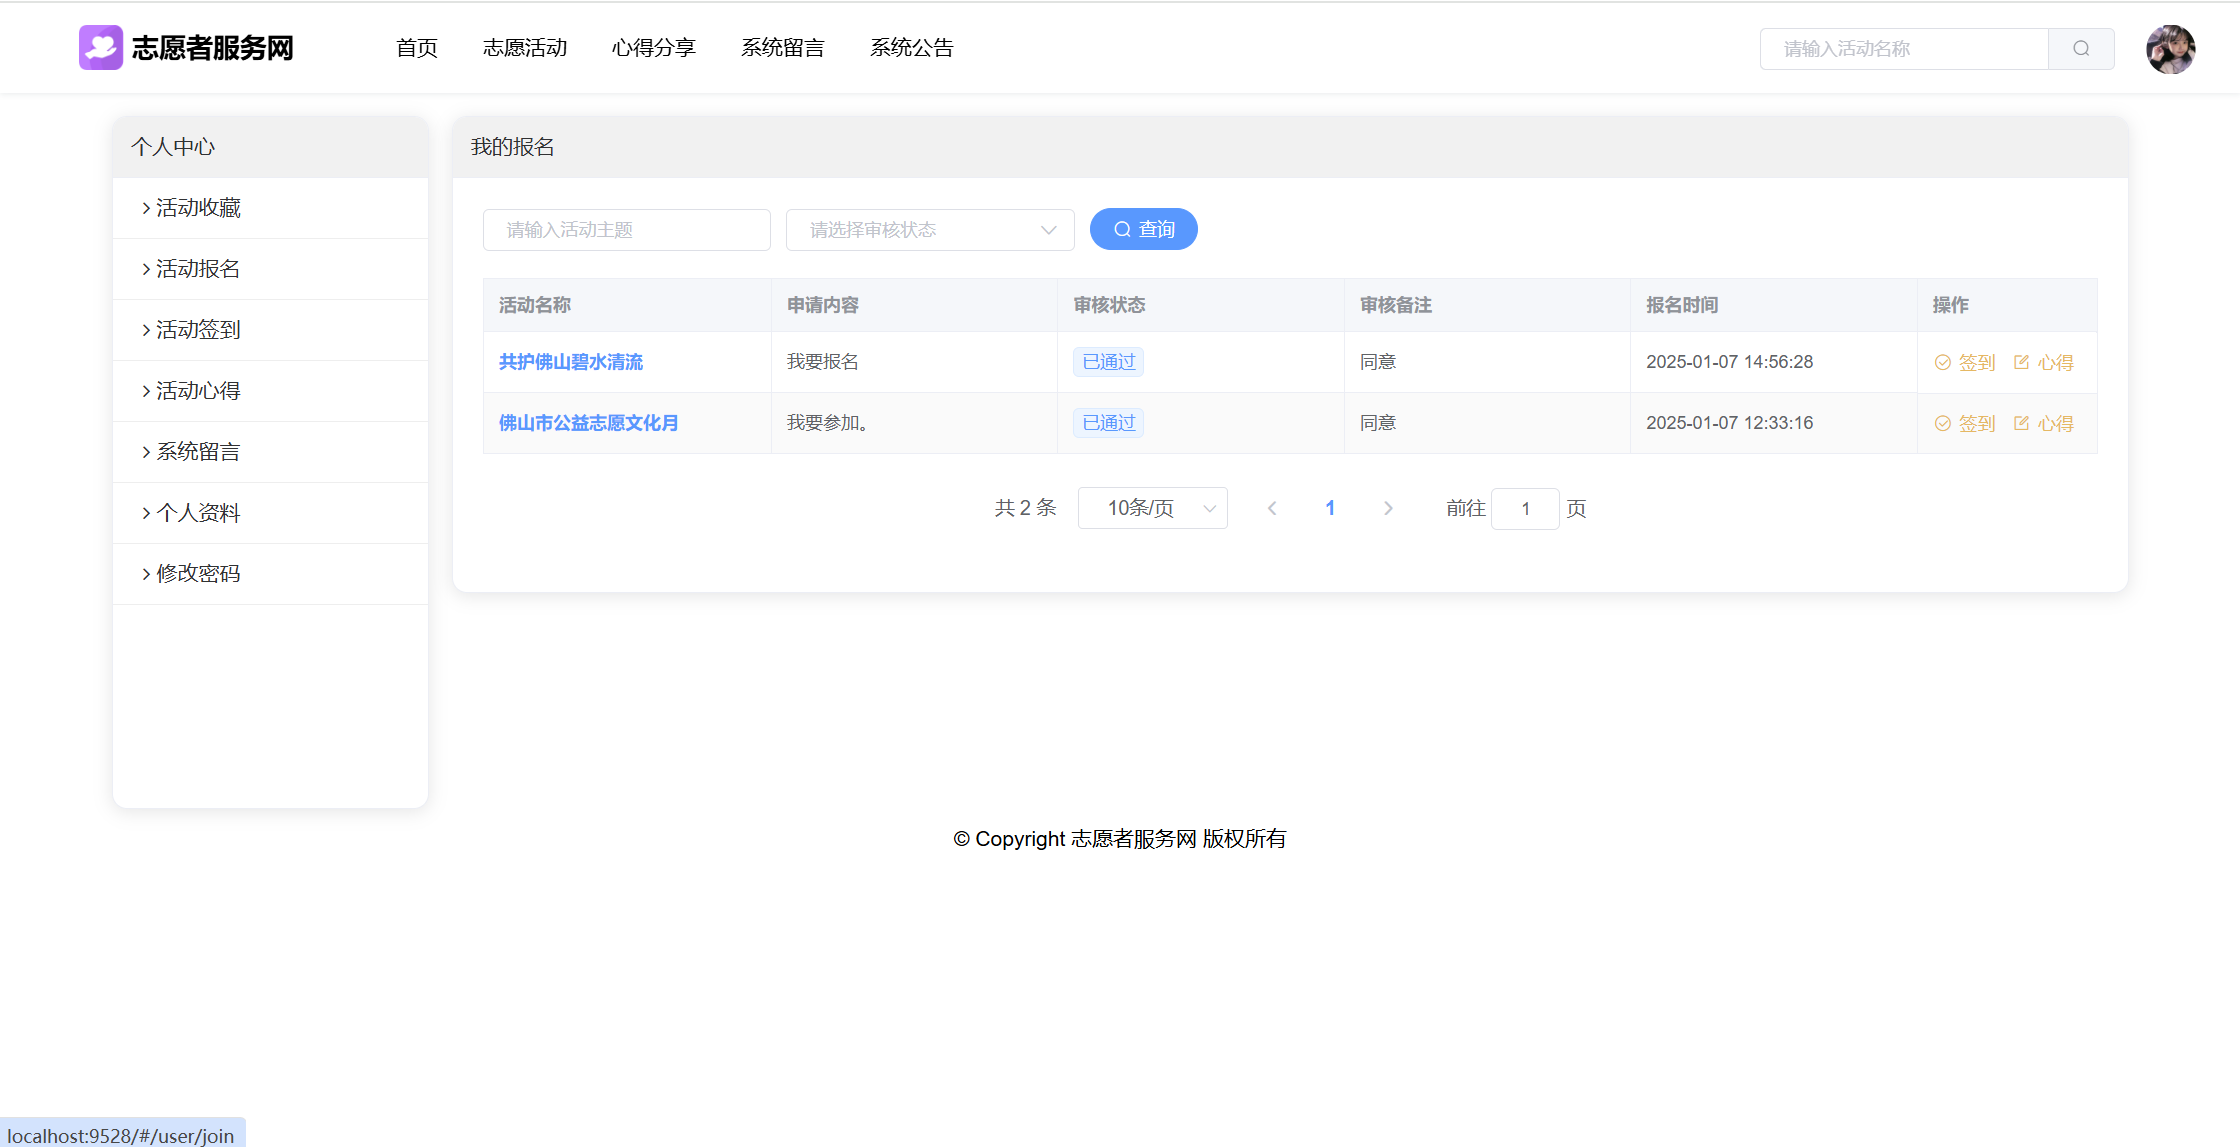 志愿者服务网 首页 志愿活动 心得分享 系统留言 系统公告 请输入活动名称
个人中心
活动收藏
活动报名
活动签到
活动心得
系统留言
个人资料
修改密码
我的报名
请输入活动主题 请选择审核状态 查询
活动名称 申请内容 审核状态 审核备注 报名时间 操作
共护佛山碧水清流 我要报名 已通过 同意 2025-01-07 14:56:28 签到 心得
佛山市公益志愿文化月 我要参加。 已通过 同意 2025-01-07 12:33:16 签到 心得
共 2 条 10条/页 1 前往 1 页
© Copyright 志愿者服务网 版权所有
localhost:9528/#/user/join